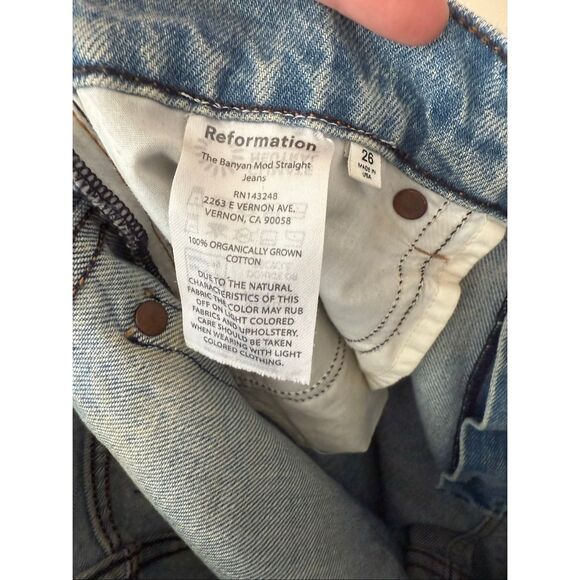 Reformation
The Banyan Mod Straight
Jeans
RN143248
2263 E VERNON AVE.
VERNON, CA 90058
100% ORGANICALLY GROWN
COTTON
DUE TO THE NATURAL
CHARACTERISTICS OF THIS
FABRIC THE COLOR MAY RUB
OFF ON LIGHT COLORED
FABRICS AND UPHOLSTERY.
CARE SHOULD BE TAKEN
WHEN WEARING WITH LIGHT
COLORED CLOTHING.
26
MADE IN
USA